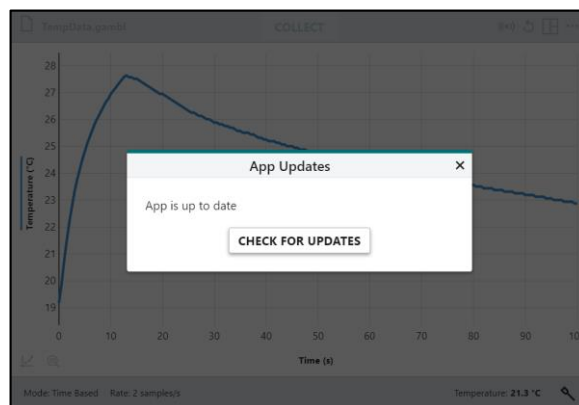 TempData.gambl
COLLECT
28
27
25
24
23
22
21
20
19
Temperature (°C)
App Updates
App is up to date
CHECK FOR UPDATES
0 10 20 30 40 50 60 70 80 90
Time (s)
Mode: Time Based Rate: 2 samples/s
Temperature: 21.3 °C